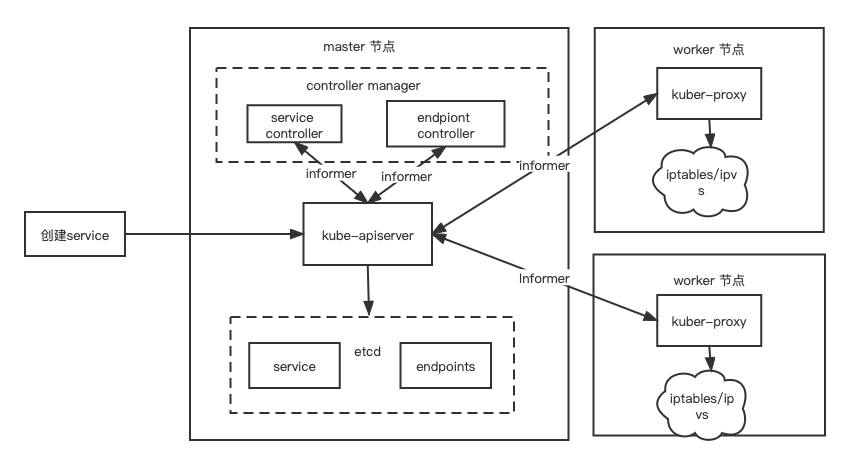 master 节点
controller manager
service
controller
endpiont
controller
informer
informer
创建service
kube-apiserver
etcd
service
endpoints
informer
Informer
worker 节点
kuber-proxy
iptables/ipv
s
worker 节点
kuber-proxy
iptables/ip
vs